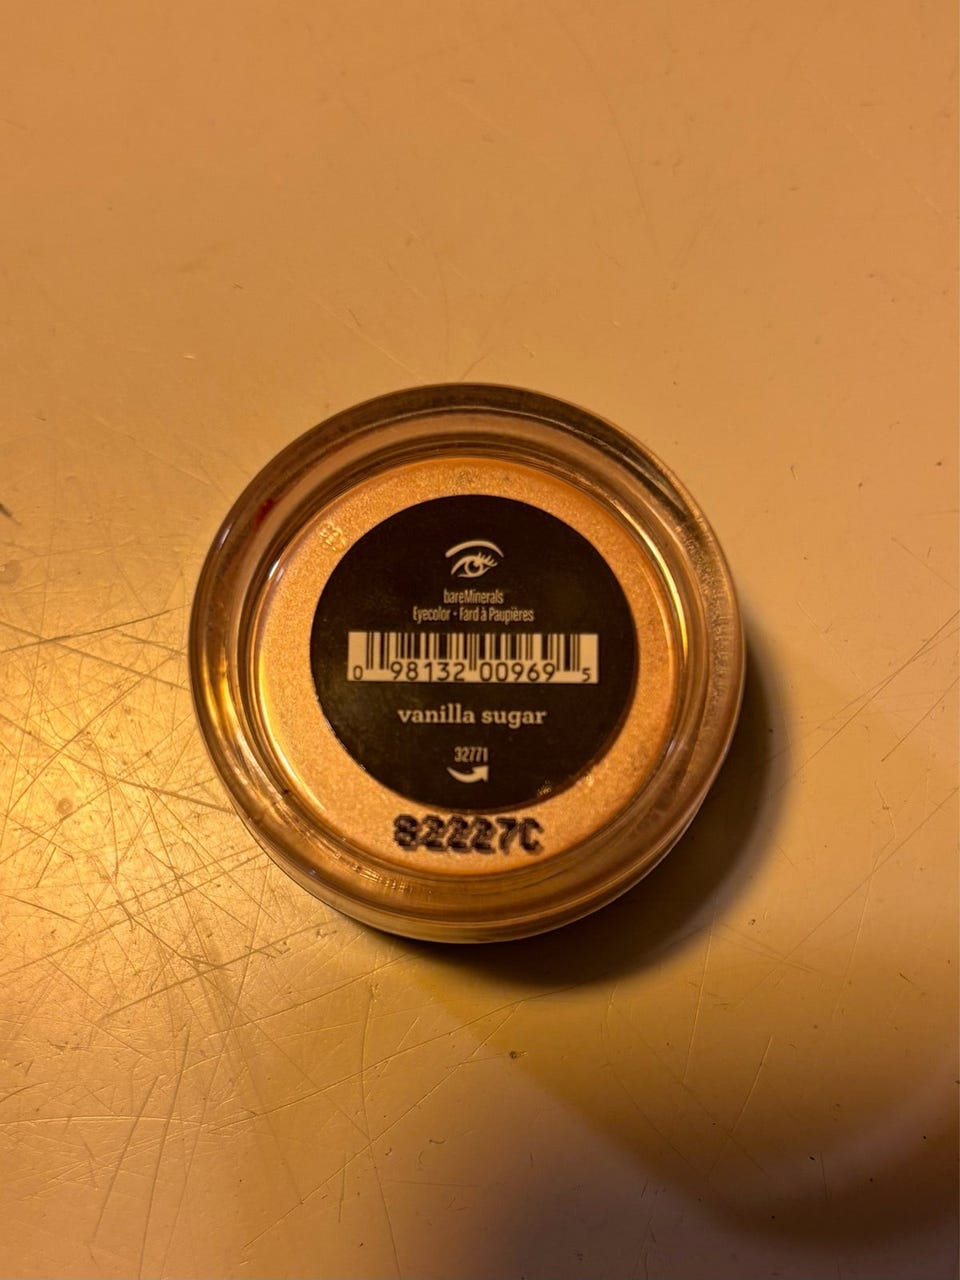 bareMinerals
Eyecolor • Fard à Paupières
0 98132 00969 5
vanilla sugar
32771
82227C